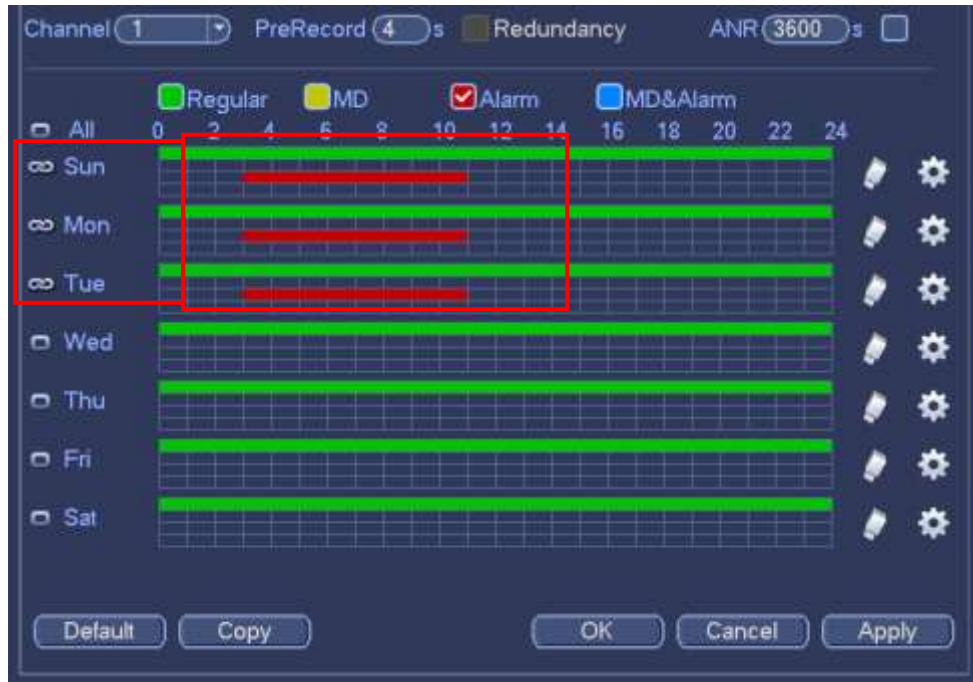 Channel 1 PreRecord 4 s Redundancy ANR 3600 s
Regular MD Alarm MD&Alarm
All 0 2 4 6 8 10 12 14 16 18 20 22 24
Sun
Mon
Tue
Wed
Thu
Fri
Sat
Default Copy OK Cancel Apply